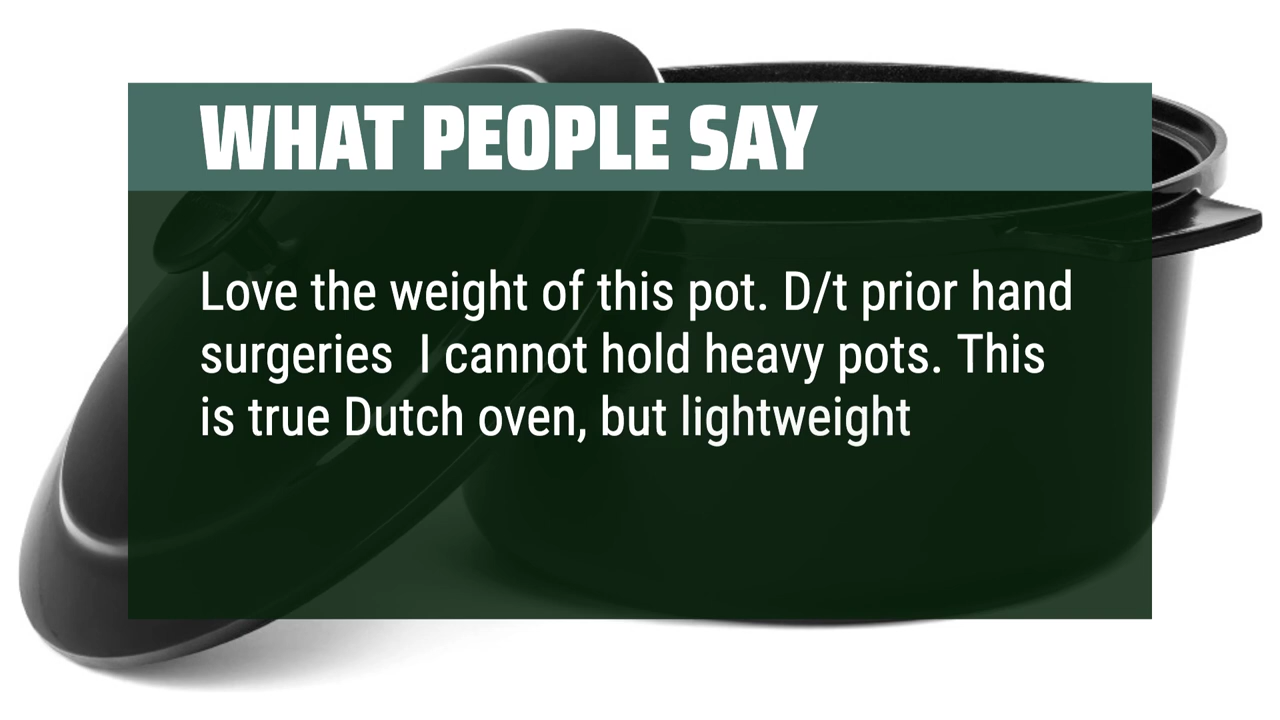 WHAT PEOPLE SAY
Love the weight of this pot. D/t prior hand
surgeries  I cannot hold heavy pots. This
is true Dutch oven, but lightweight